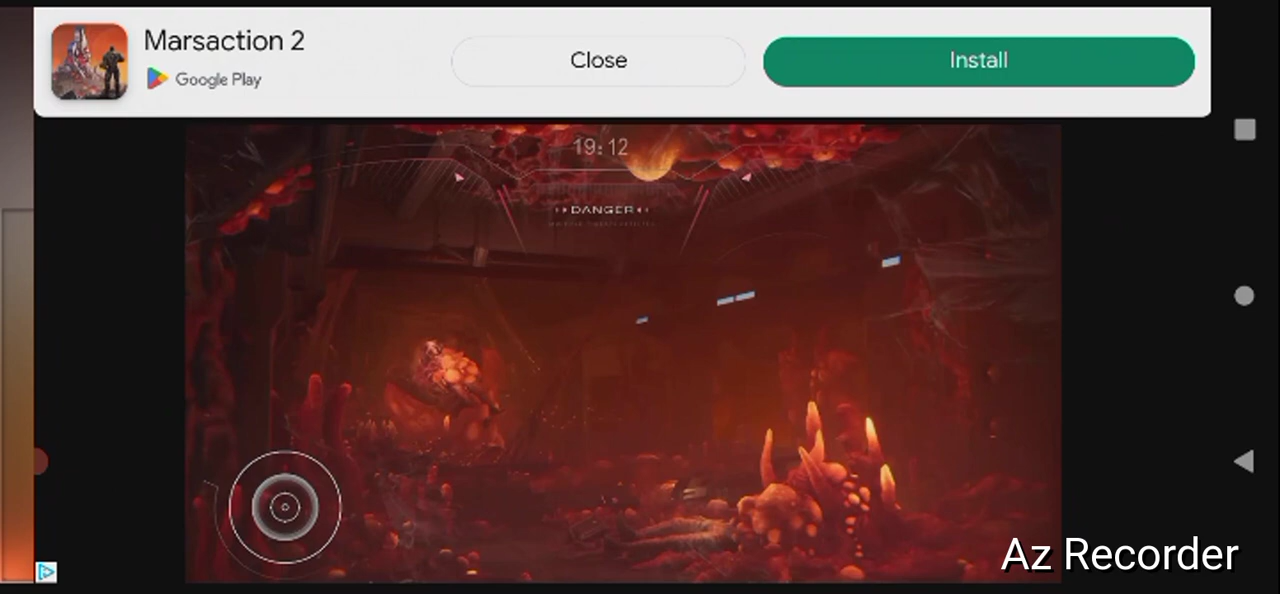 Marsaction 2
Google Play
Close
Install
19:12
DANGER
Az Recorder